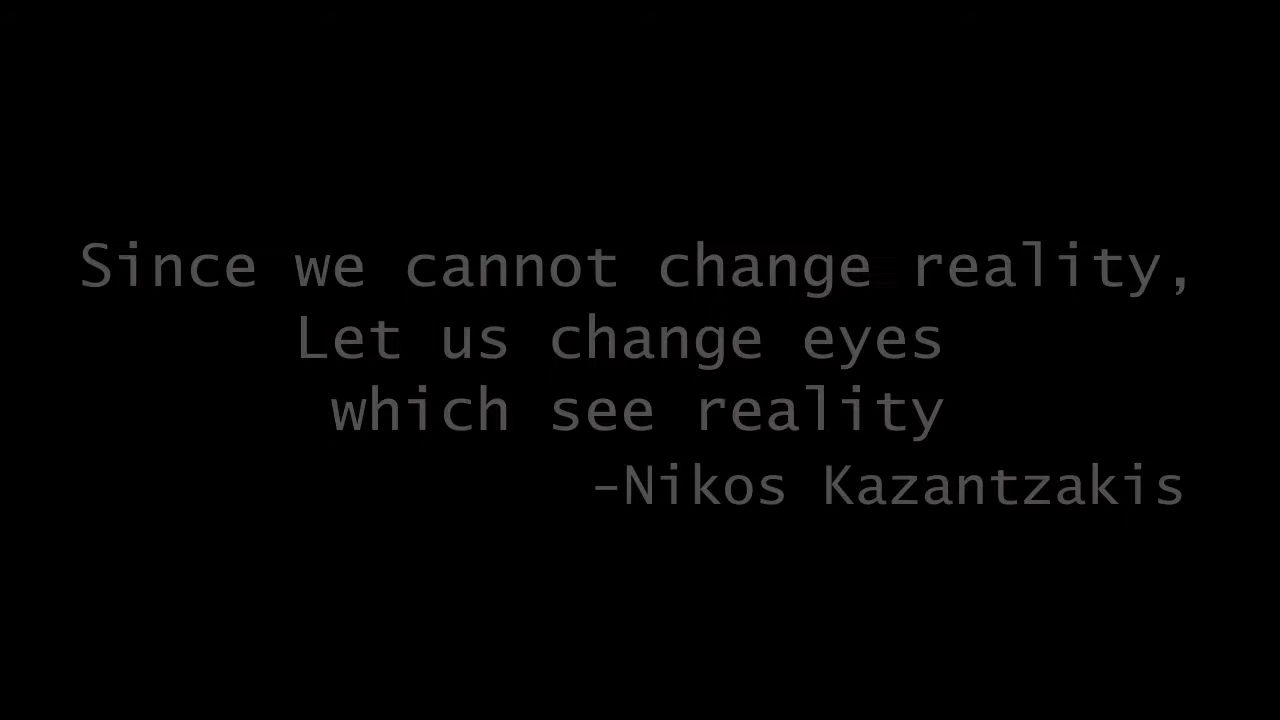 Since we cannot change reality,
Let us change eyes
which see reality
-Nikos Kazantzakis